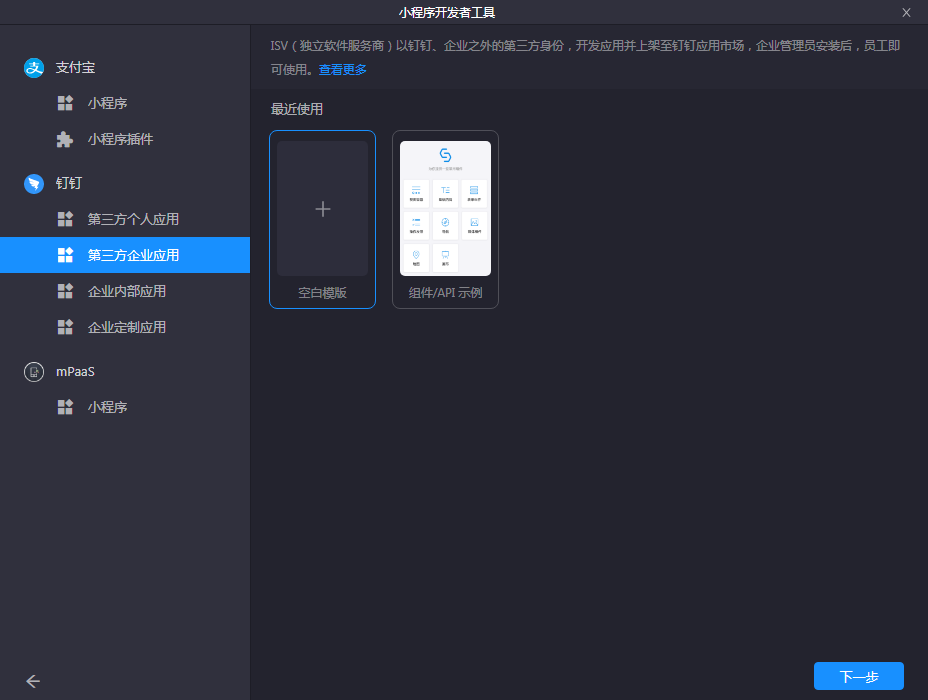 小程序开发者工具
支付宝
小程序
小程序插件
钉钉
第三方个人应用
第三方企业应用
企业内部应用
企业定制应用
mPaaS
小程序
ISV（独立软件服务商）以钉钉、企业之外的第三方身份，开发应用并上架至钉钉应用市场，企业管理员安装后，员工即
可使用。查看更多
最近使用
空白模版
组件/API 示例
下一步